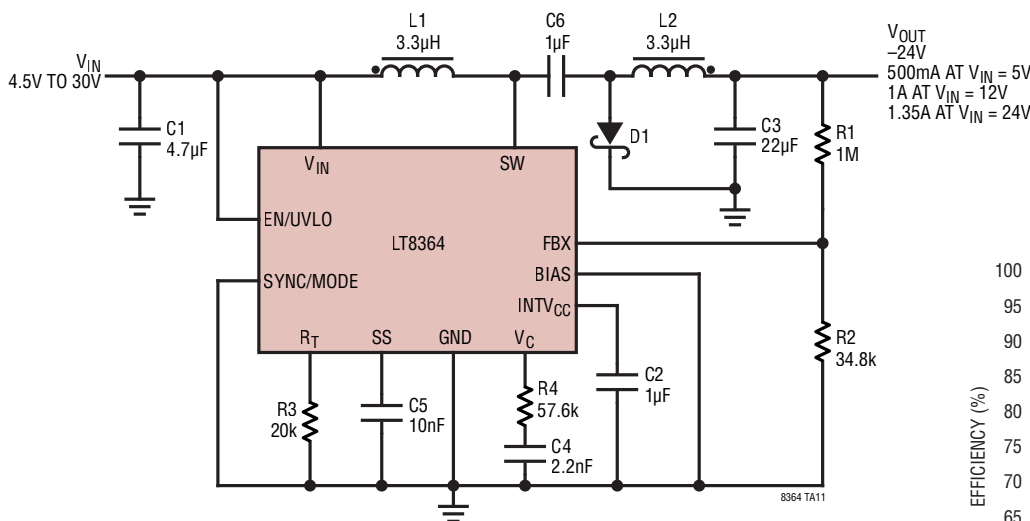 L1
3.3µH
C6
1µF
L2
3.3µH
VOUT
–24V
500mA AT VIN = 5V
1A AT VIN = 12V
1.35A AT VIN = 24V
VIN
4.5V TO 30V
C1
4.7µF
D1
C3
22µF
R1
1M
VIN
SW
EN/UVLO
LT8364
FBX
SYNC/MODE
BIAS
INTVCC
RT
SS
GND
VC
R2
34.8k
R3
20k
C5
10nF
R4
57.6k
C4
2.2nF
C2
1µF
8364 TA11
EFFICIENCY (%)
100
95
90
85
80
75
70
65